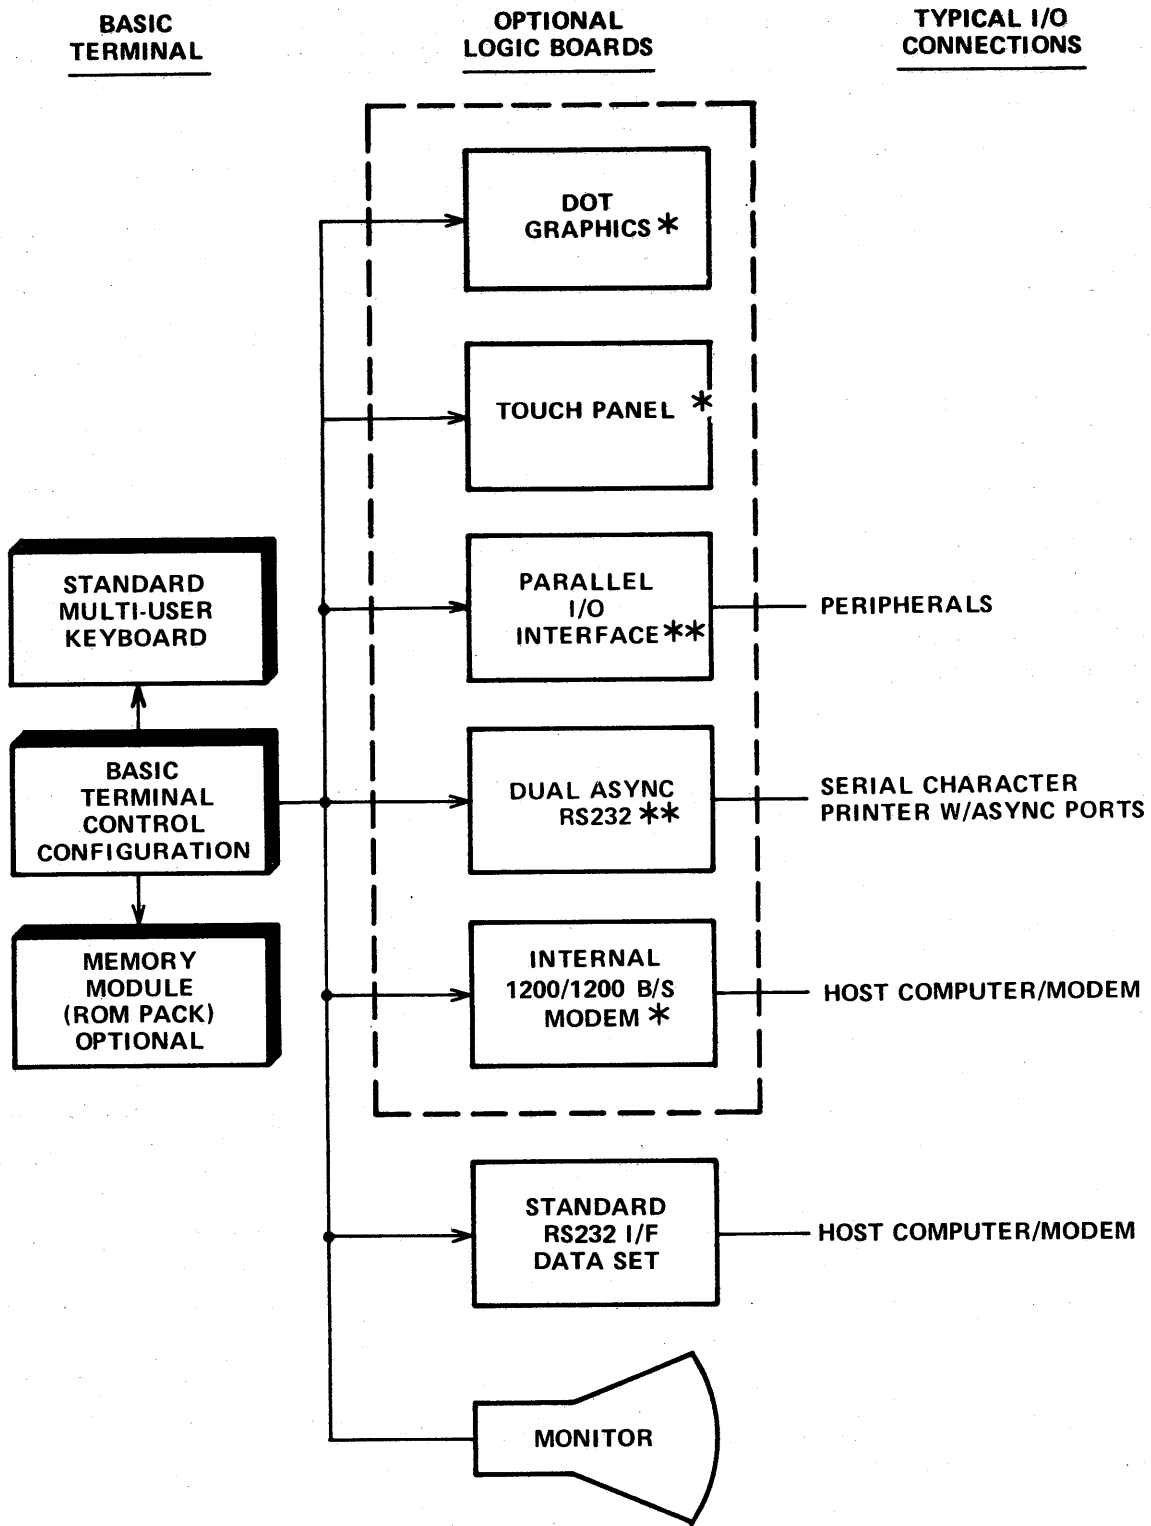 BASIC
TERMINAL
OPTIONAL
LOGIC BOARDS
TYPICAL I/O
CONNECTIONS
DOT
GRAPHICS *
TOUCH PANEL *
STANDARD
MULTI-USER
KEYBOARD
PARALLEL
I/O
INTERFACE **
PERIPHERALS
BASIC
TERMINAL
CONTROL
CONFIGURATION
DUAL ASYNC
RS232 **
SERIAL CHARACTER
PRINTER W/ASYNC PORTS
MEMORY
MODULE
(ROM PACK)
OPTIONAL
INTERNAL
1200/1200 B/S
MODEM *
HOST COMPUTER/MODEM
STANDARD
RS232 I/F
DATA SET
HOST COMPUTER/MODEM
MONITOR